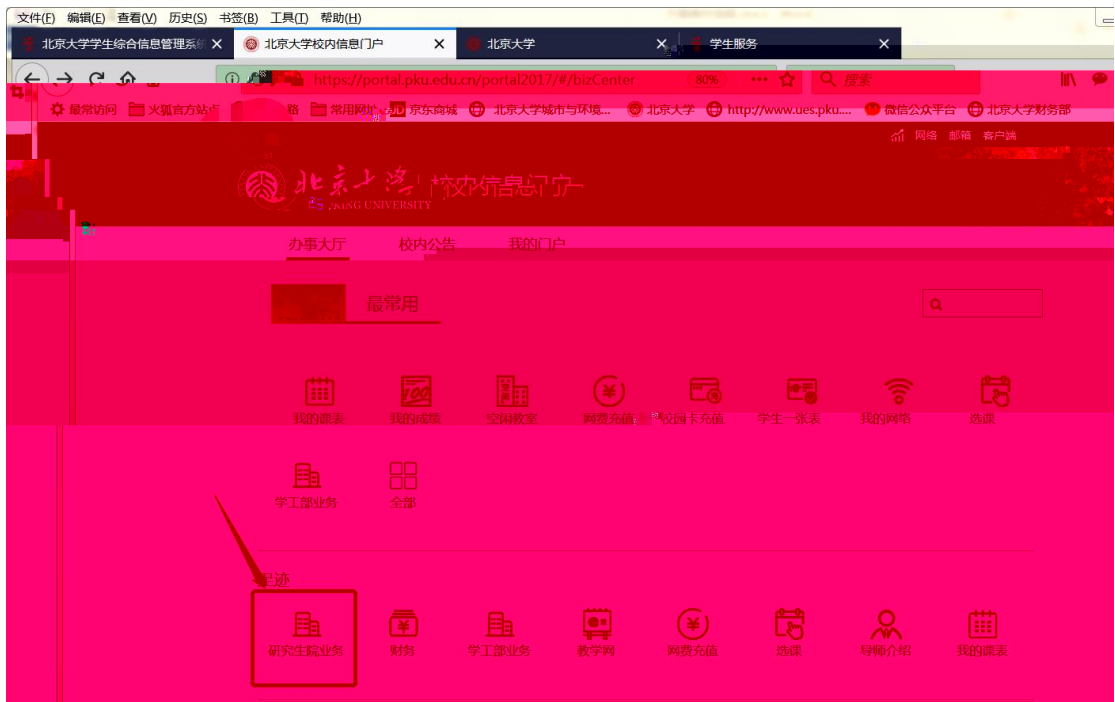 文件(F) 编辑(E) 查看(V) 历史(S) 书签(B) 工具(T) 帮助(H)
北京大学学生综合信息管理系统 × 北京大学校内信息门户 × 北京大学 × 学生服务 ×
https://portal.pku.edu.cn/portal2017/#/bizCenter 80% 搜索
最常访问 火狐官方站点 常用网址 JD 京东商城 北京大学城市与环境... 北京大学 http://www.ues.pku.... 微信公众平台 北京大学财务部
网络 邮箱 客户端
北京大学 校内信息门户
PEKING UNIVERSITY
办事大厅 校内公告 我的门户
最常用
我的课表 我的成绩 空闲教室 网费充值 校园卡充值 学生一张表 我的网络 选课
学工部业务 全部
足迹
研究生院业务 财务 学工部业务 教学网 网费充值 选课 导师介绍 我的课表